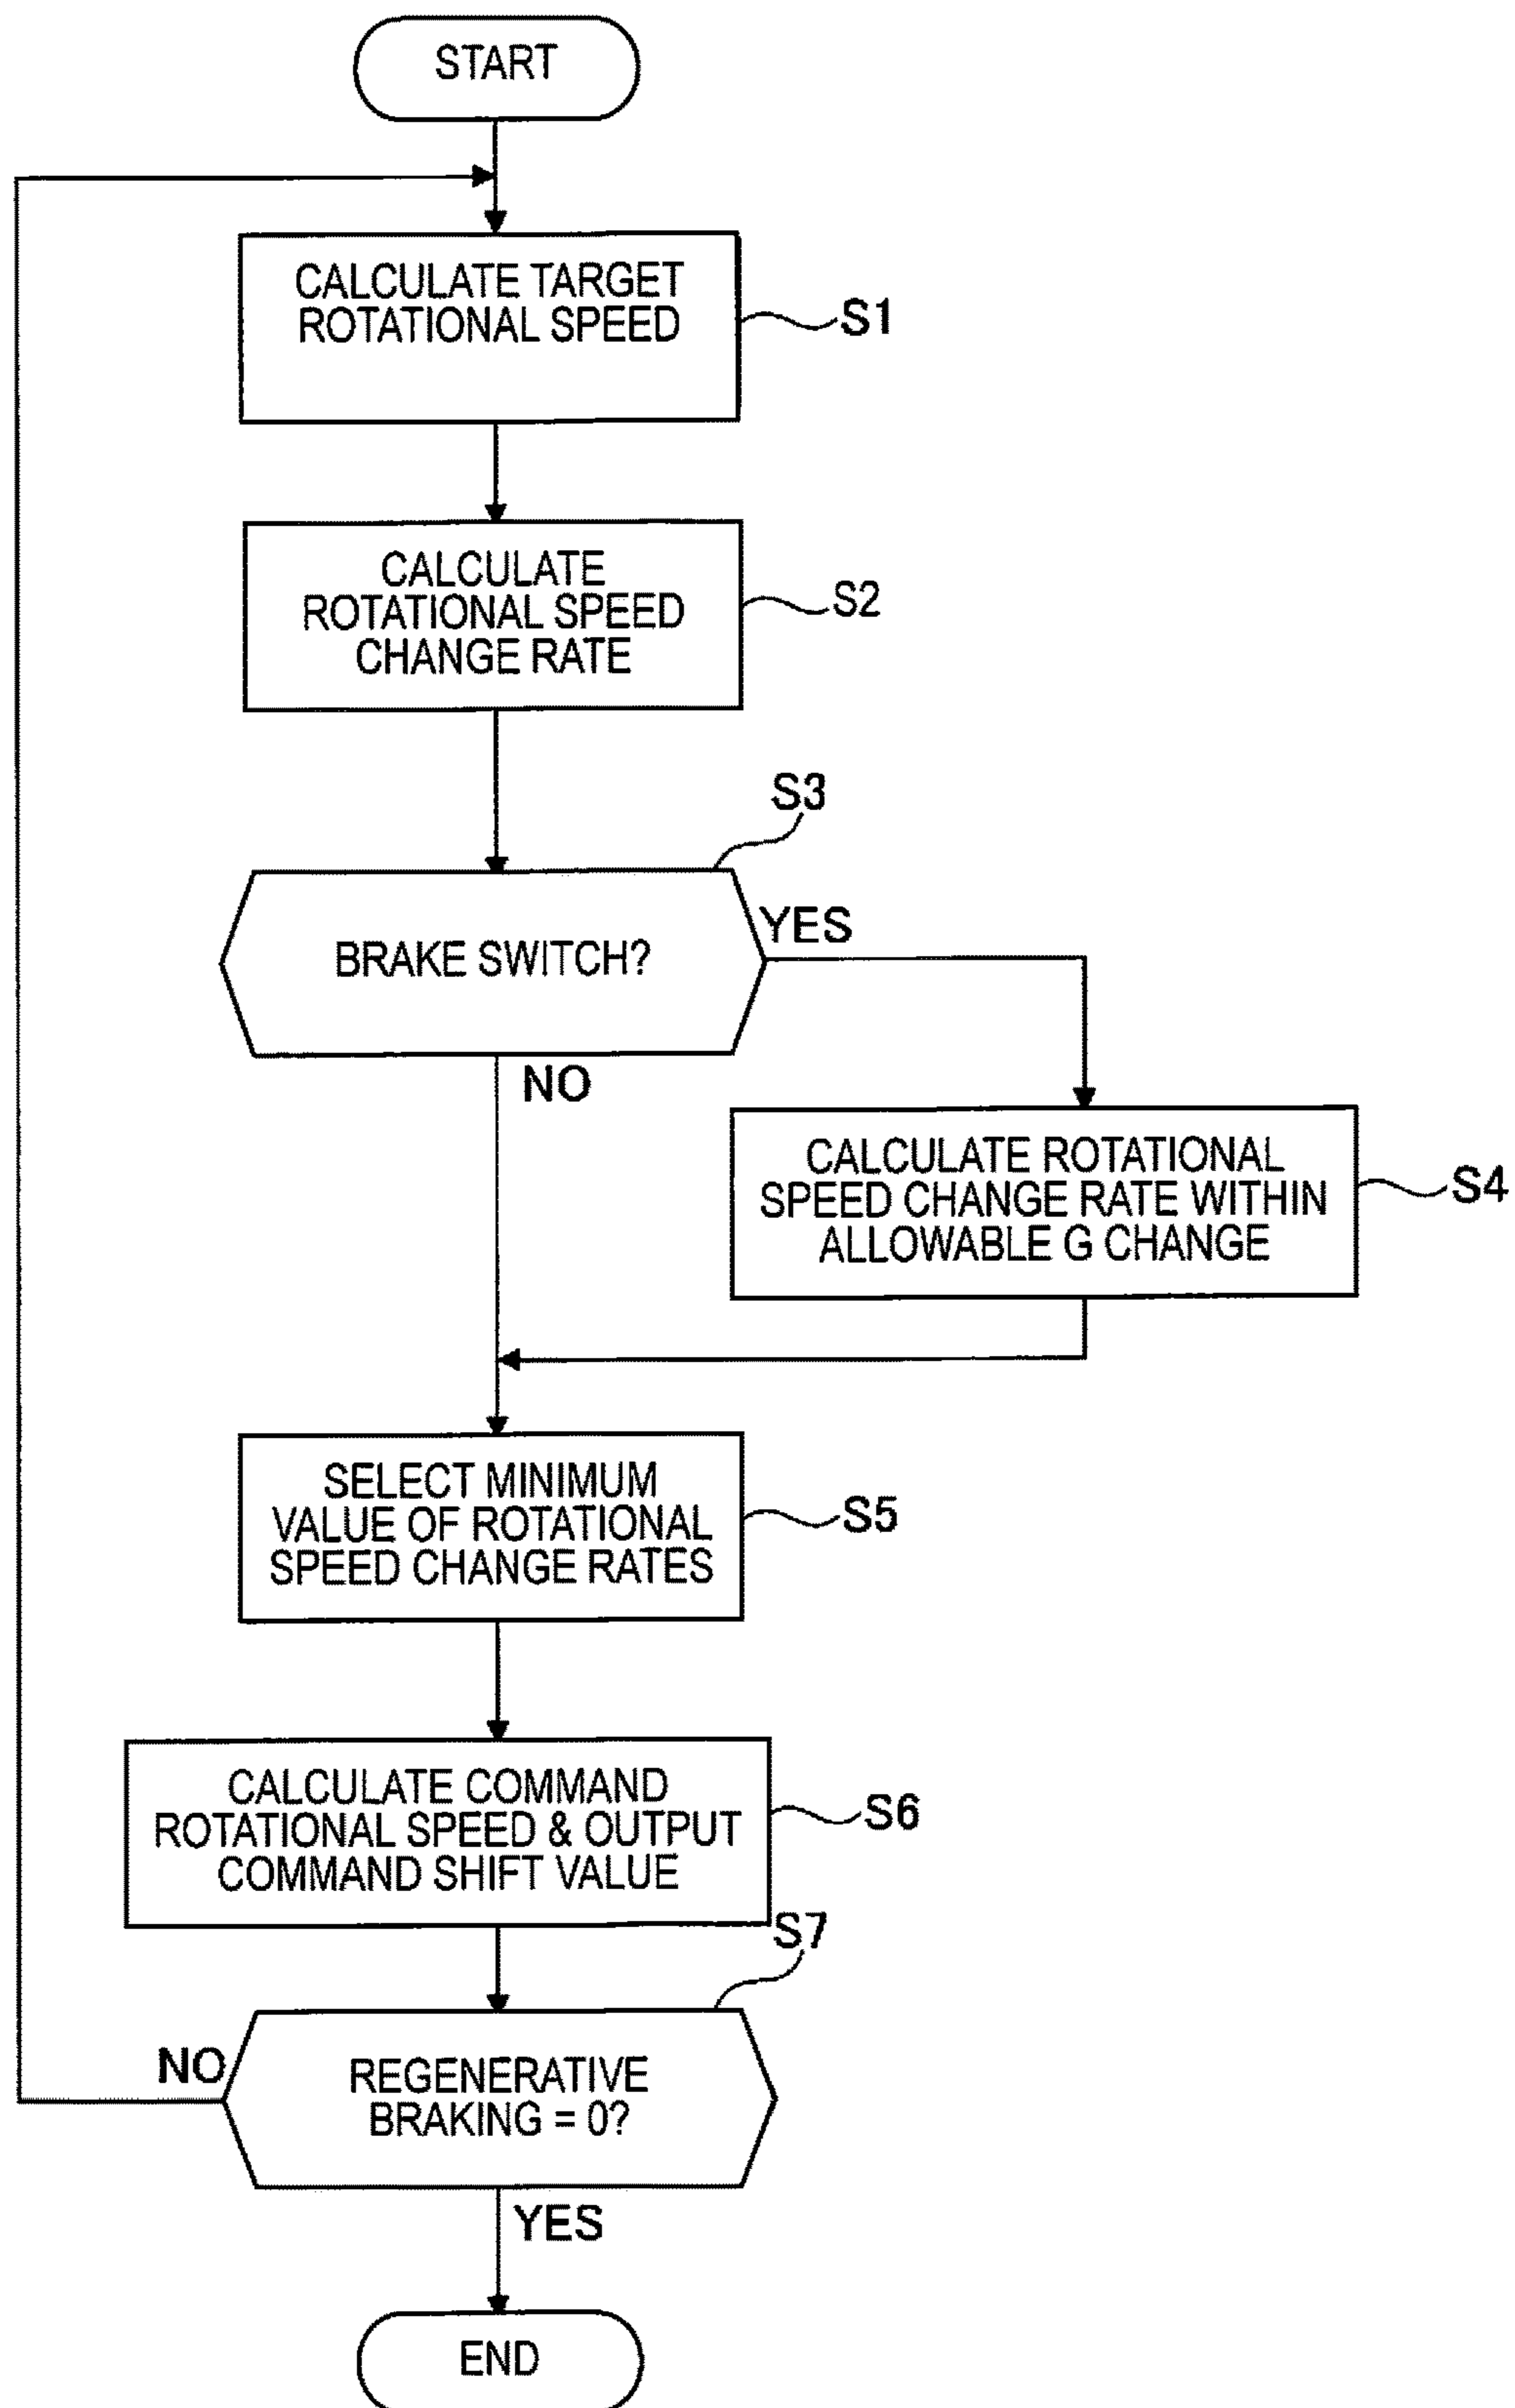 START
CALCULATE TARGET
ROTATIONAL SPEED
S1
CALCULATE
ROTATIONAL SPEED
CHANGE RATE
S2
S3
BRAKE SWITCH?
YES
NO
CALCULATE ROTATIONAL
SPEED CHANGE RATE WITHIN
ALLOWABLE G CHANGE
S4
SELECT MINIMUM
VALUE OF ROTATIONAL
SPEED CHANGE RATES
S5
CALCULATE COMMAND
ROTATIONAL SPEED & OUTPUT
COMMAND SHIFT VALUE
S6
S7
NO
REGENERATIVE
BRAKING = 0?
YES
END